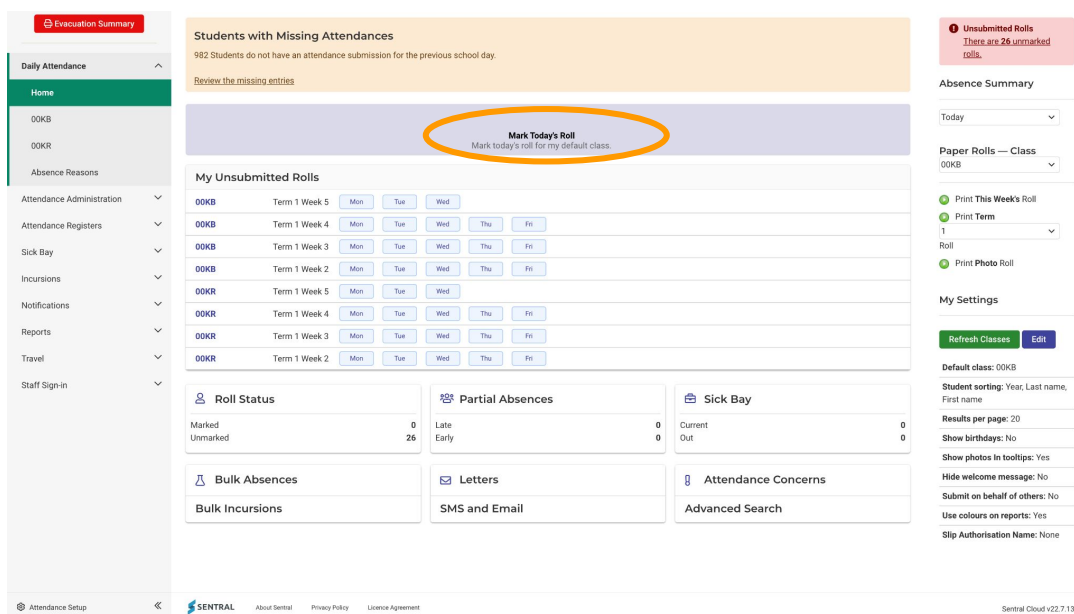 Evacuation Summary
Daily Attendance
Home
00KB
00KR
Absence Reasons
Attendance Administration
Attendance Registers
Sick Bay
Incursions
Notifications
Reports
Travel
Staff Sign-in
Attendance Setup
Students with Missing Attendances
982 Students do not have an attendance submission for the previous school day.
Review the missing entries
Mark Today's Roll
Mark today's roll for my default class.
My Unsubmitted Rolls
00KB Term 1 Week 5 Mon Tue Wed
00KB Term 1 Week 4 Mon Tue Wed Thu Fri
00KB Term 1 Week 3 Mon Tue Wed Thu Fri
00KB Term 1 Week 2 Mon Tue Wed Thu Fri
00KR Term 1 Week 5 Mon Tue Wed
00KR Term 1 Week 4 Mon Tue Wed Thu Fri
00KR Term 1 Week 3 Mon Tue Wed Thu Fri
00KR Term 1 Week 2 Mon Tue Wed Thu Fri
Roll Status
Marked 0
Unmarked 26
Partial Absences
Late 0
Early 0
Sick Bay
Current 0
Out 0
Bulk Absences
Bulk Incursions
Letters
SMS and Email
Attendance Concerns
Advanced Search
Unsubmitted Rolls
There are 26 unmarked
rolls.
Absence Summary
Today
Paper Rolls — Class
00KB
Print This Week's Roll
Print Term
1
Roll
Print Photo Roll
My Settings
Refresh Classes Edit
Default class: 00KB
Student sorting: Year, Last name,
First name
Results per page: 20
Show birthdays: No
Show photos In tooltips: Yes
Hide welcome message: No
Submit on behalf of others: No
Use colours on reports: Yes
Slip Authorisation Name: None
SENTRAL About Sentral Privacy Policy Licence Agreement
Sentral Cloud v22.7.13